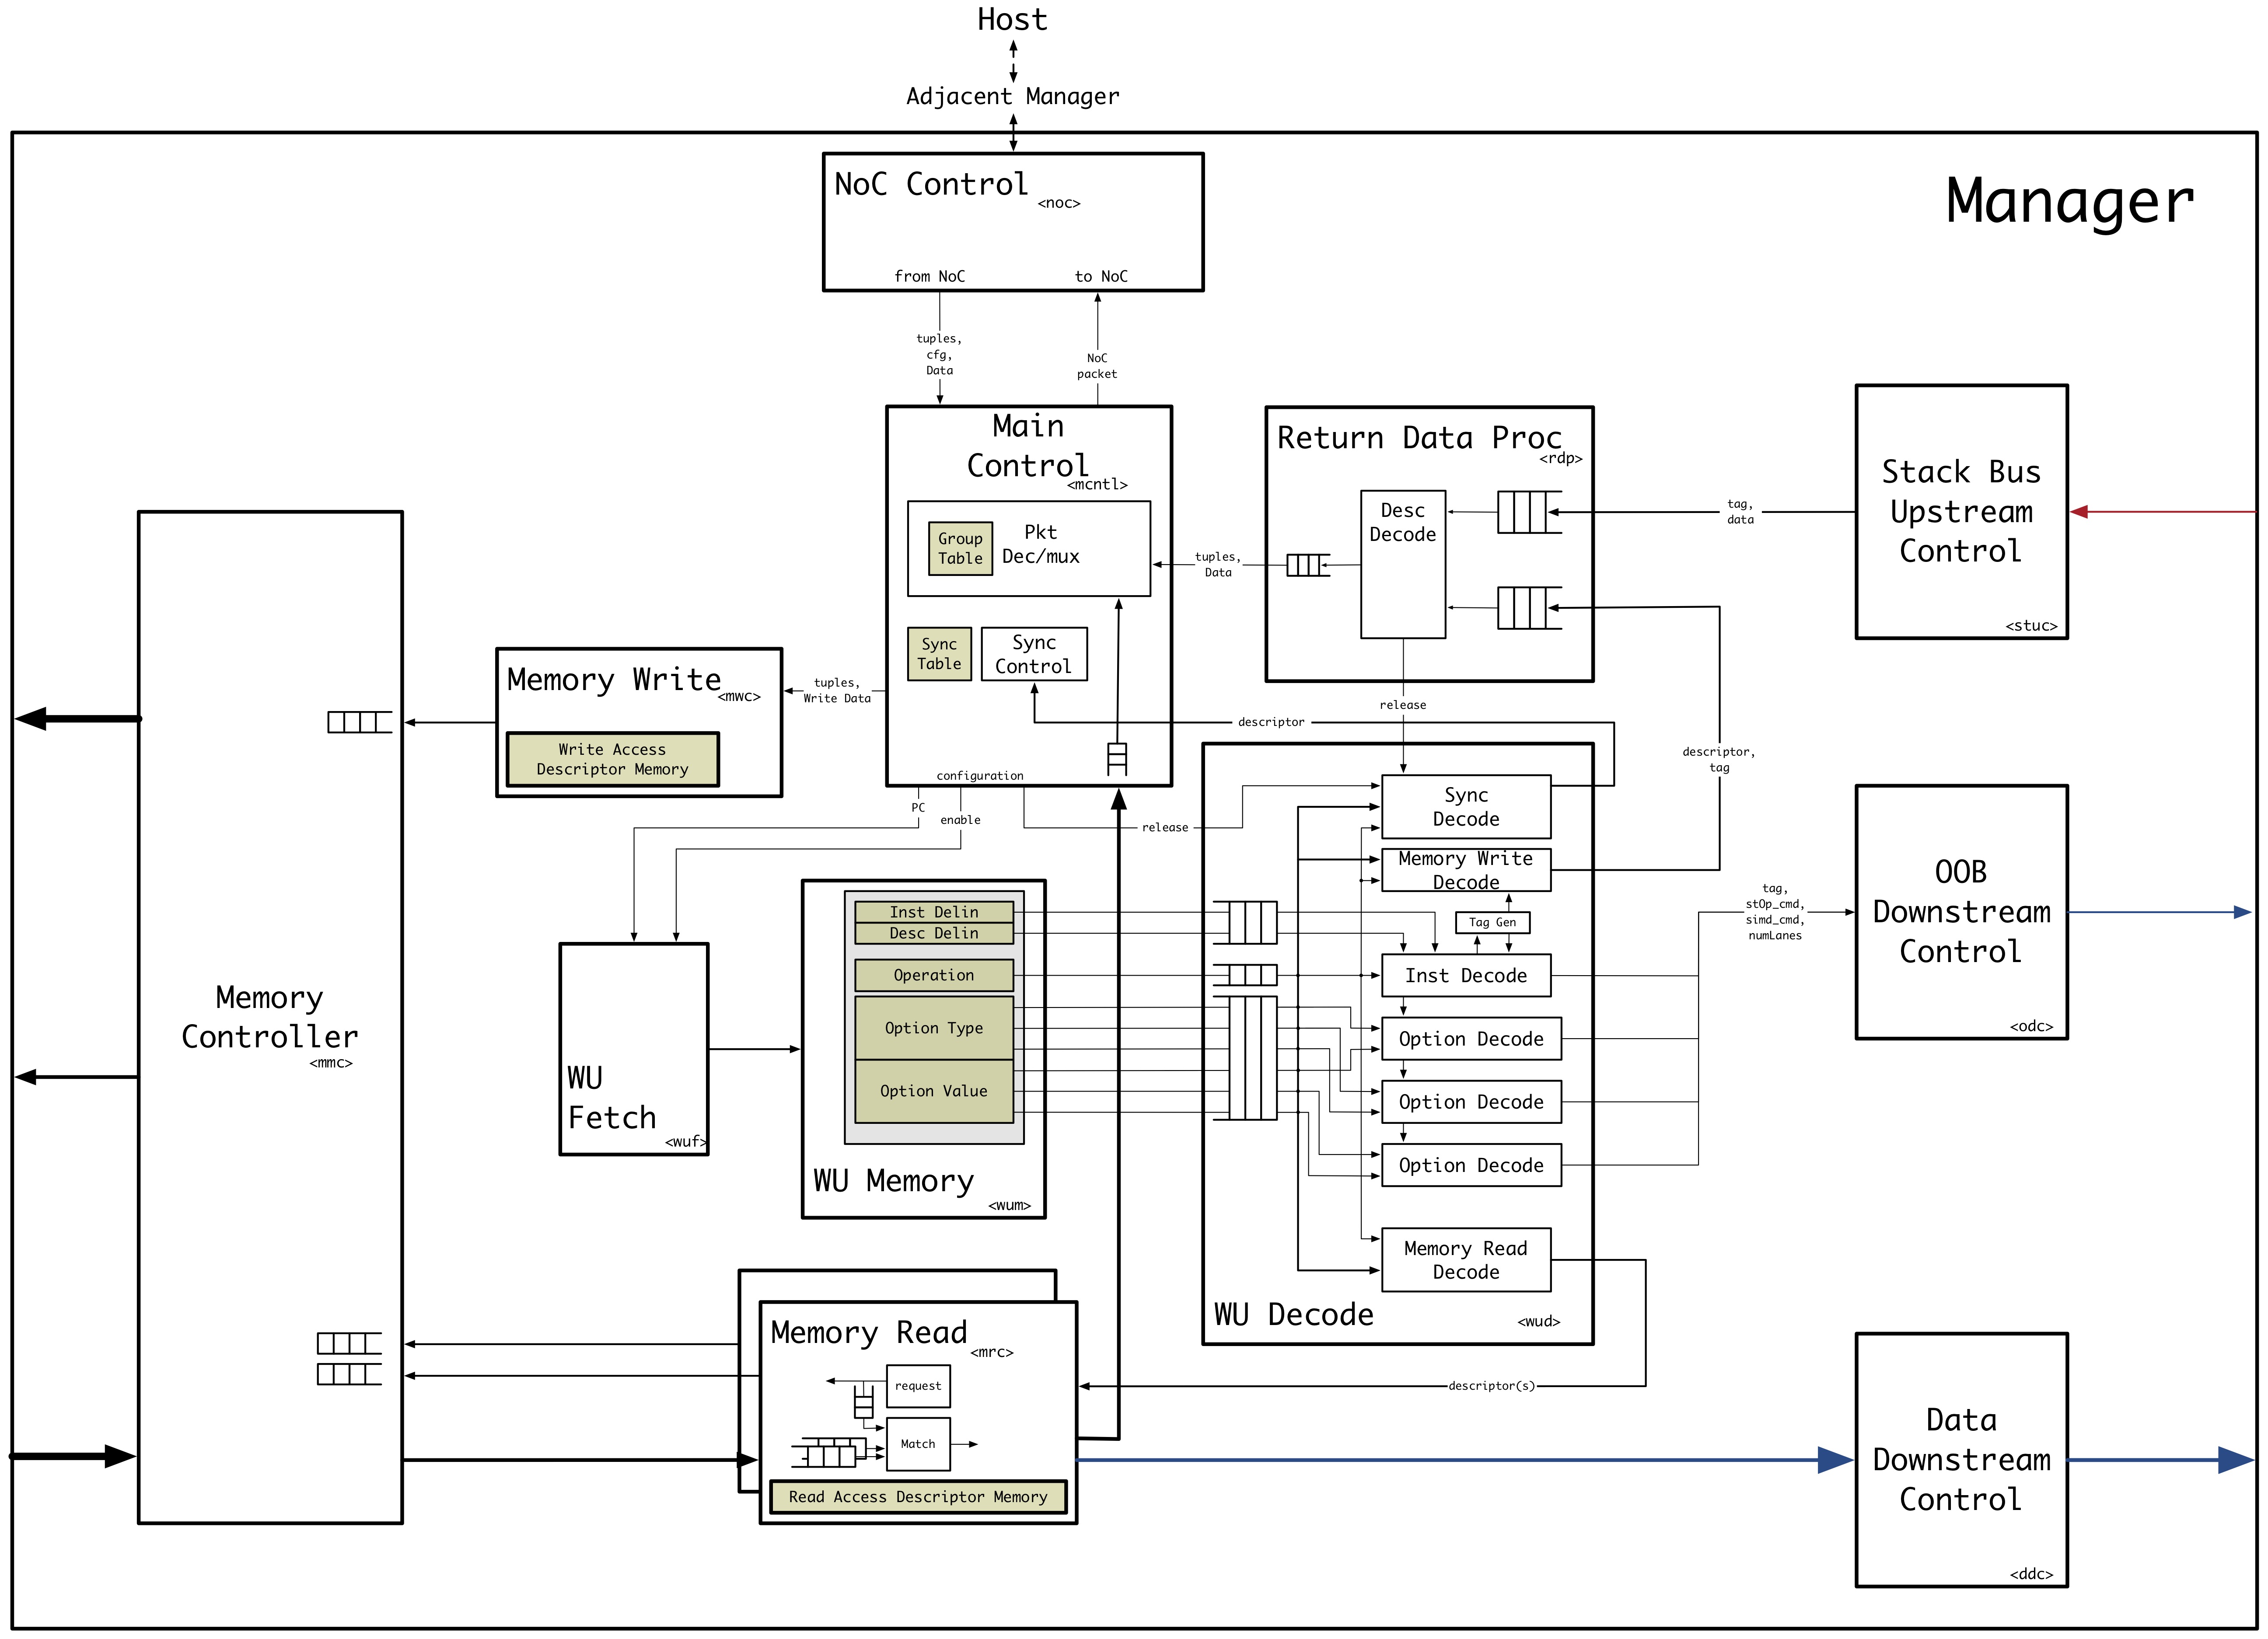 Host
Adjacent Manager
Manager
NoC Control
<noc>
from NoC
to NoC
tuples,
cfg,
Data
NoC
packet
Main
Control
<mcntl>
Group
Table
Pkt
Dec/mux
Sync
Table
Sync
Control
configuration
Return Data Proc
<rdp>
Desc
Decode
tuples,
Data
tag,
data
Stack Bus
Upstream
Control
<stuc>
Memory Write
<mwc>
Write Access
Descriptor Memory
tuples,
Write Data
release
descriptor
descriptor,
tag
PC
enable
release
Memory
Controller
<mmc>
WU
Fetch
<wuf>
Inst Delin
Desc Delin
Operation
Option Type
Option Value
WU Memory
<wum>
Sync
Decode
Memory Write
Decode
Tag Gen
Inst Decode
Option Decode
Option Decode
Option Decode
Memory Read
Decode
WU Decode
<wud>
tag,
stOp_cmd,
simd_cmd,
numLanes
OOB
Downstream
Control
<odc>
Memory Read
<mrc>
request
Match
Read Access Descriptor Memory
descriptor(s)
Data
Downstream
Control
<ddc>